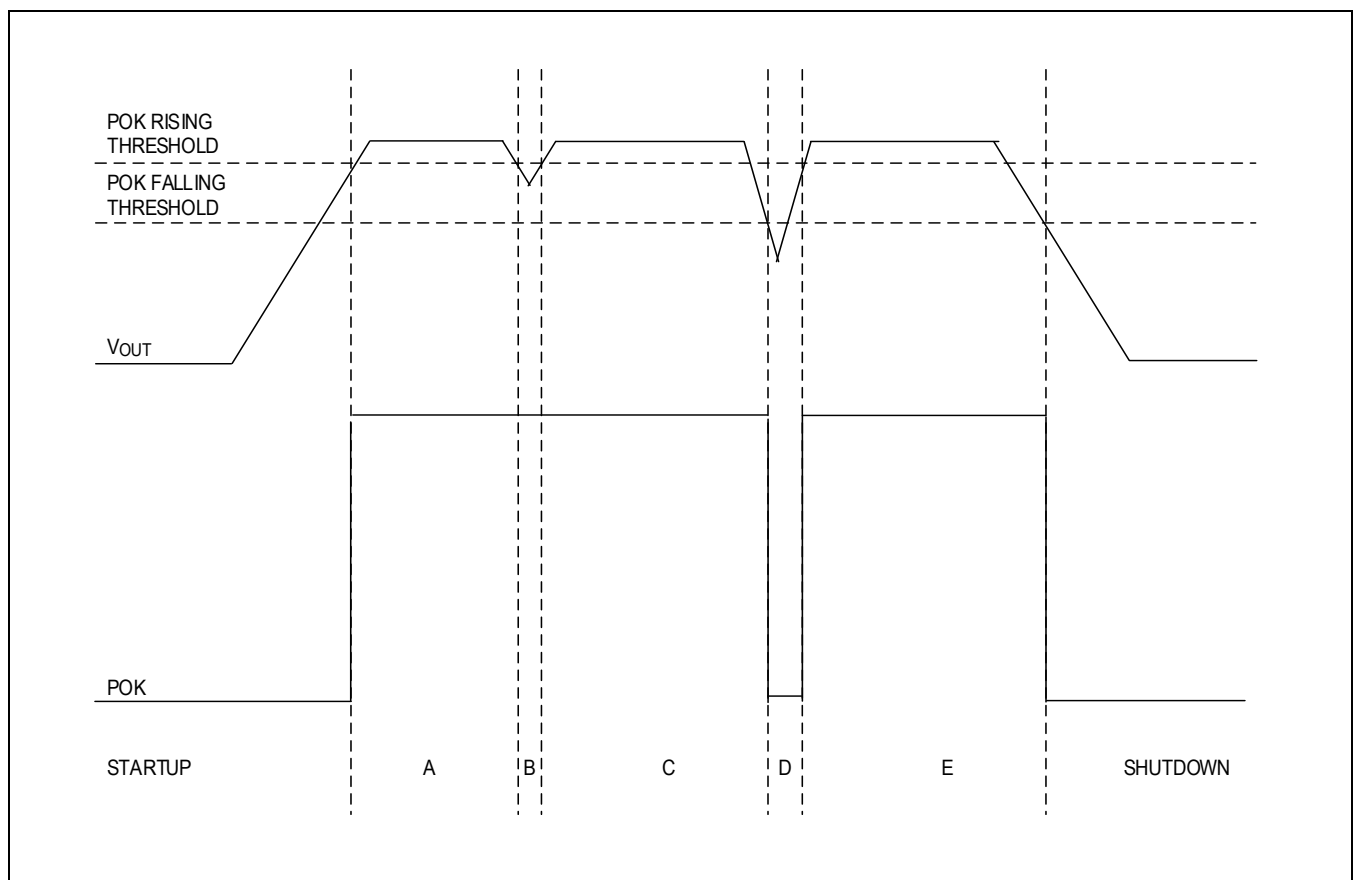 POK RISING
THRESHOLD
POK FALLING
THRESHOLD
VOUT
POK
STARTUP A B C D E SHUTDOWN